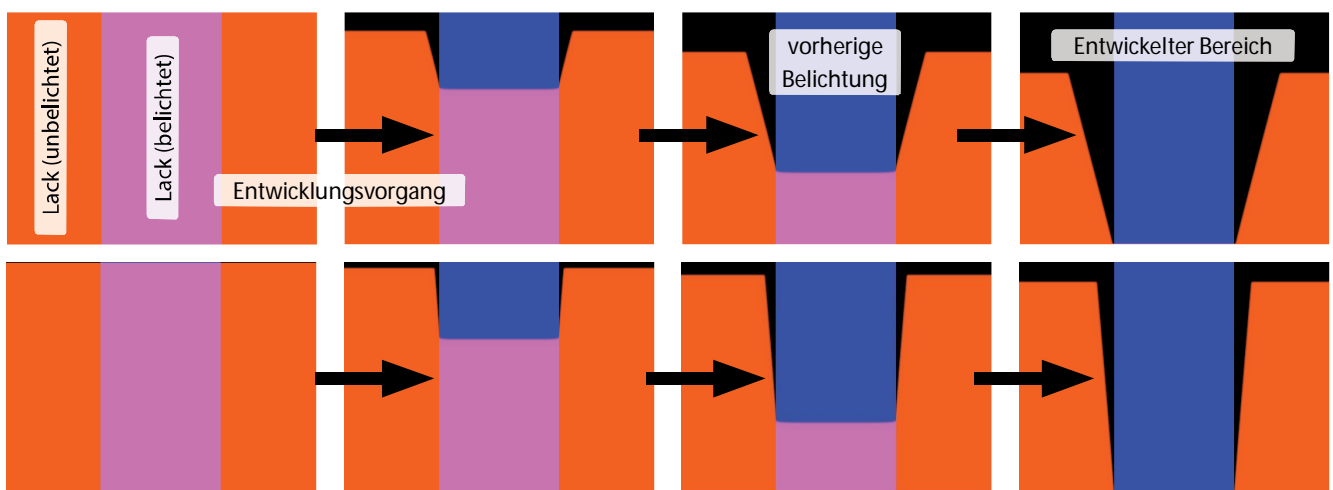 Lack (unbelichtet)
Lack (belichtet)
Entwicklungsvorgang
vorherige
Belichtung
Entwickelter Bereich